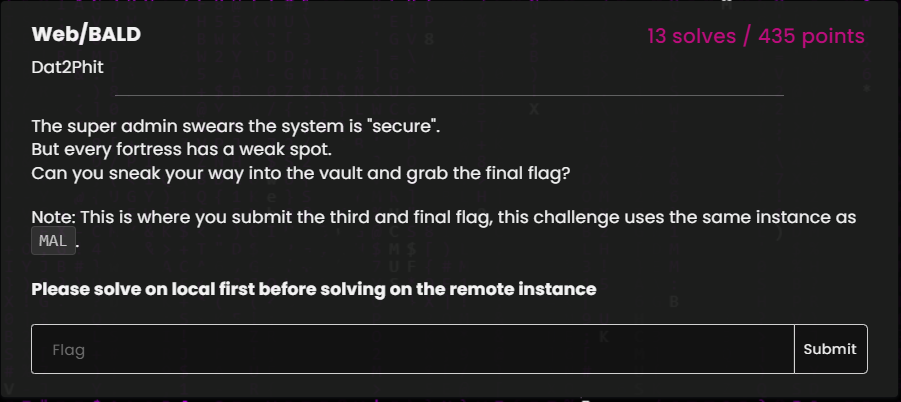 Web/BALD
13 solves / 435 points
Dat2Phit
The super admin swears the system is "secure".
But every fortress has a weak spot.
Can you sneak your way into the vault and grab the final flag?
Note: This is where you submit the third and final flag, this challenge uses the same instance as
MAL.
Please solve on local first before solving on the remote instance
Flag
Submit